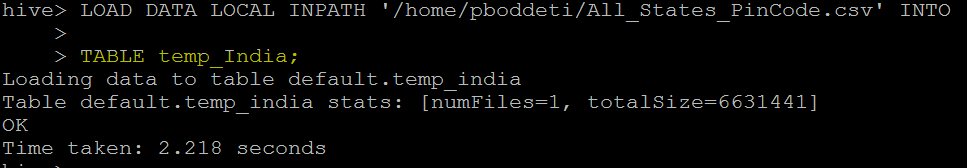 hive> LOAD DATA LOCAL INPATH '/home/pboddeti/All_States_PinCode.csv' INTO
    >
    > TABLE temp_India;
Loading data to table default.temp_india
Table default.temp_india stats: [numFiles=1, totalSize=6631441]
OK
Time taken: 2.218 seconds
hive>